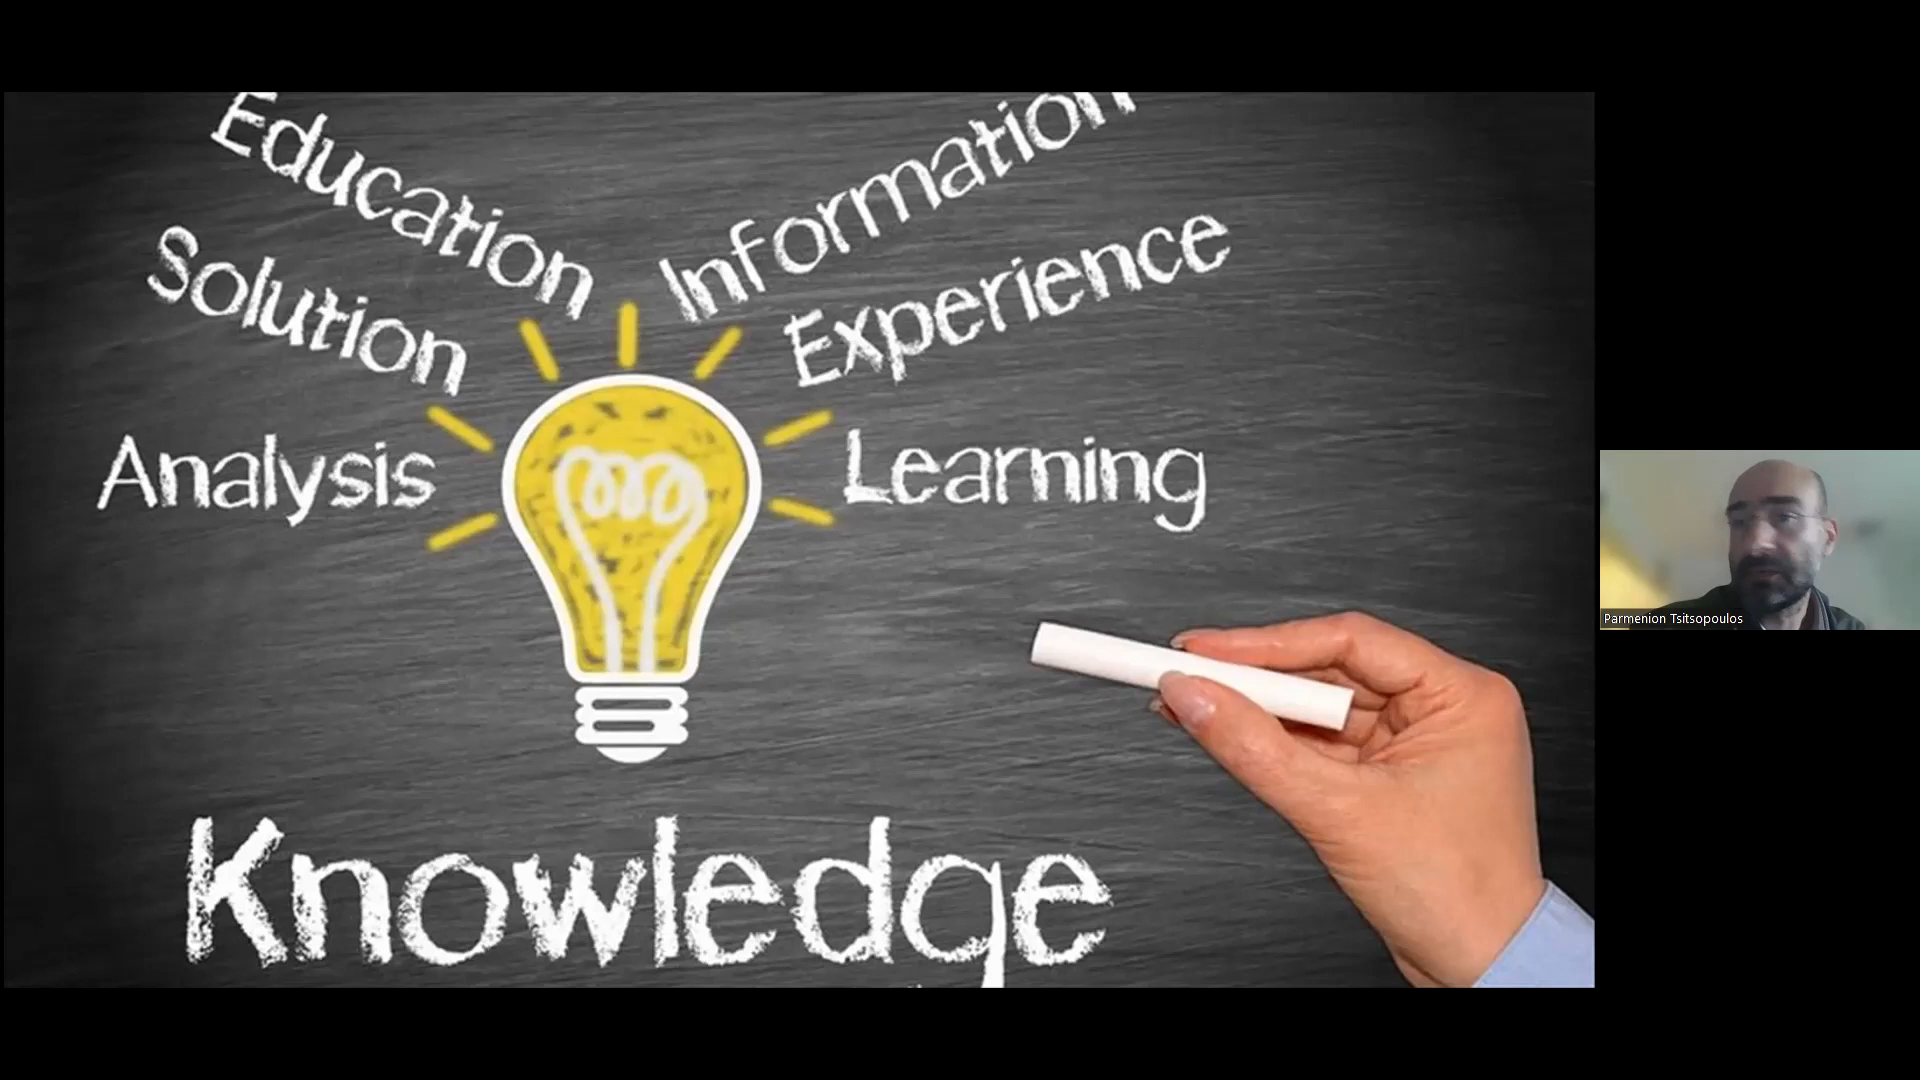 Education
Information
Solution
Experience
Analysis
Learning
Knowledge
Parmenion Tsitsopoulos